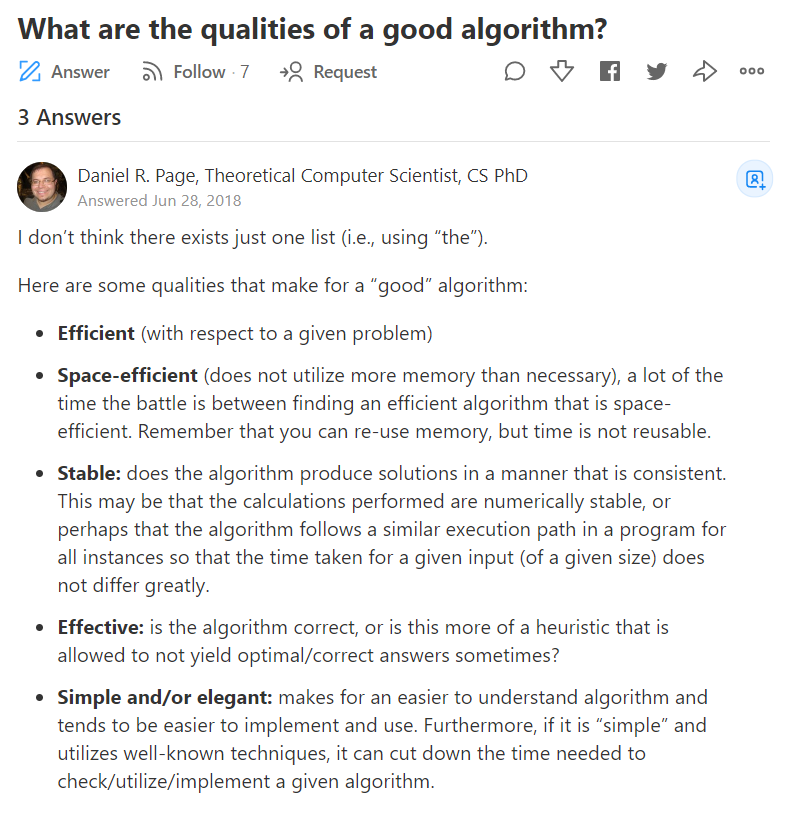 What are the qualities of a good algorithm?
Answer
Follow · 7
Request
3 Answers
Daniel R. Page, Theoretical Computer Scientist, CS PhD
Answered Jun 28, 2018
I don’t think there exists just one list (i.e., using “the”).
Here are some qualities that make for a “good” algorithm:
• Efficient (with respect to a given problem)
• Space-efficient (does not utilize more memory than necessary), a lot of the
time the battle is between finding an efficient algorithm that is space-
efficient. Remember that you can re-use memory, but time is not reusable.
• Stable: does the algorithm produce solutions in a manner that is consistent.
This may be that the calculations performed are numerically stable, or
perhaps that the algorithm follows a similar execution path in a program for
all instances so that the time taken for a given input (of a given size) does
not differ greatly.
• Effective: is the algorithm correct, or is this more of a heuristic that is
allowed to not yield optimal/correct answers sometimes?
• Simple and/or elegant: makes for an easier to understand algorithm and
tends to be easier to implement and use. Furthermore, if it is “simple” and
utilizes well-known techniques, it can cut down the time needed to
check/utilize/implement a given algorithm.